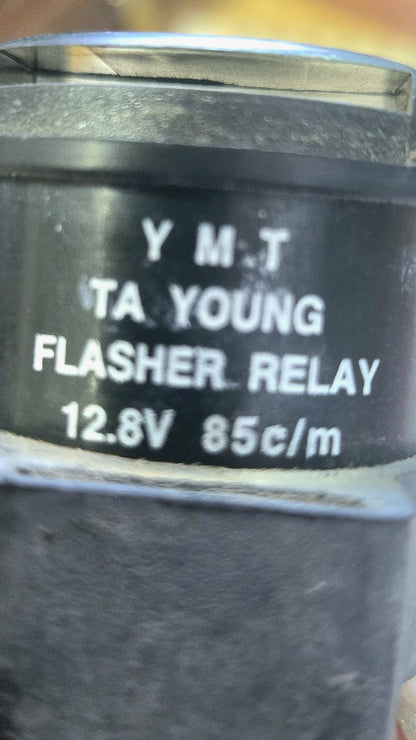 Y M T
TA YOUNG
FLASHER RELAY
12.8V 85c/m